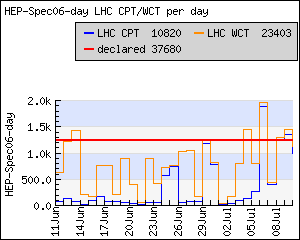 HEP-Spec06-day LHC CPT/WCT per day
LHC CPT 10820 LHC WCT 23403
declared 37680
HEP-Spec06-day
2.0k
1.5k
1.0k
500.0
0.0
11Jun
14Jun
17Jun
20Jun
23Jun
26Jun
29Jun
02Jul
05Jul
08Jul